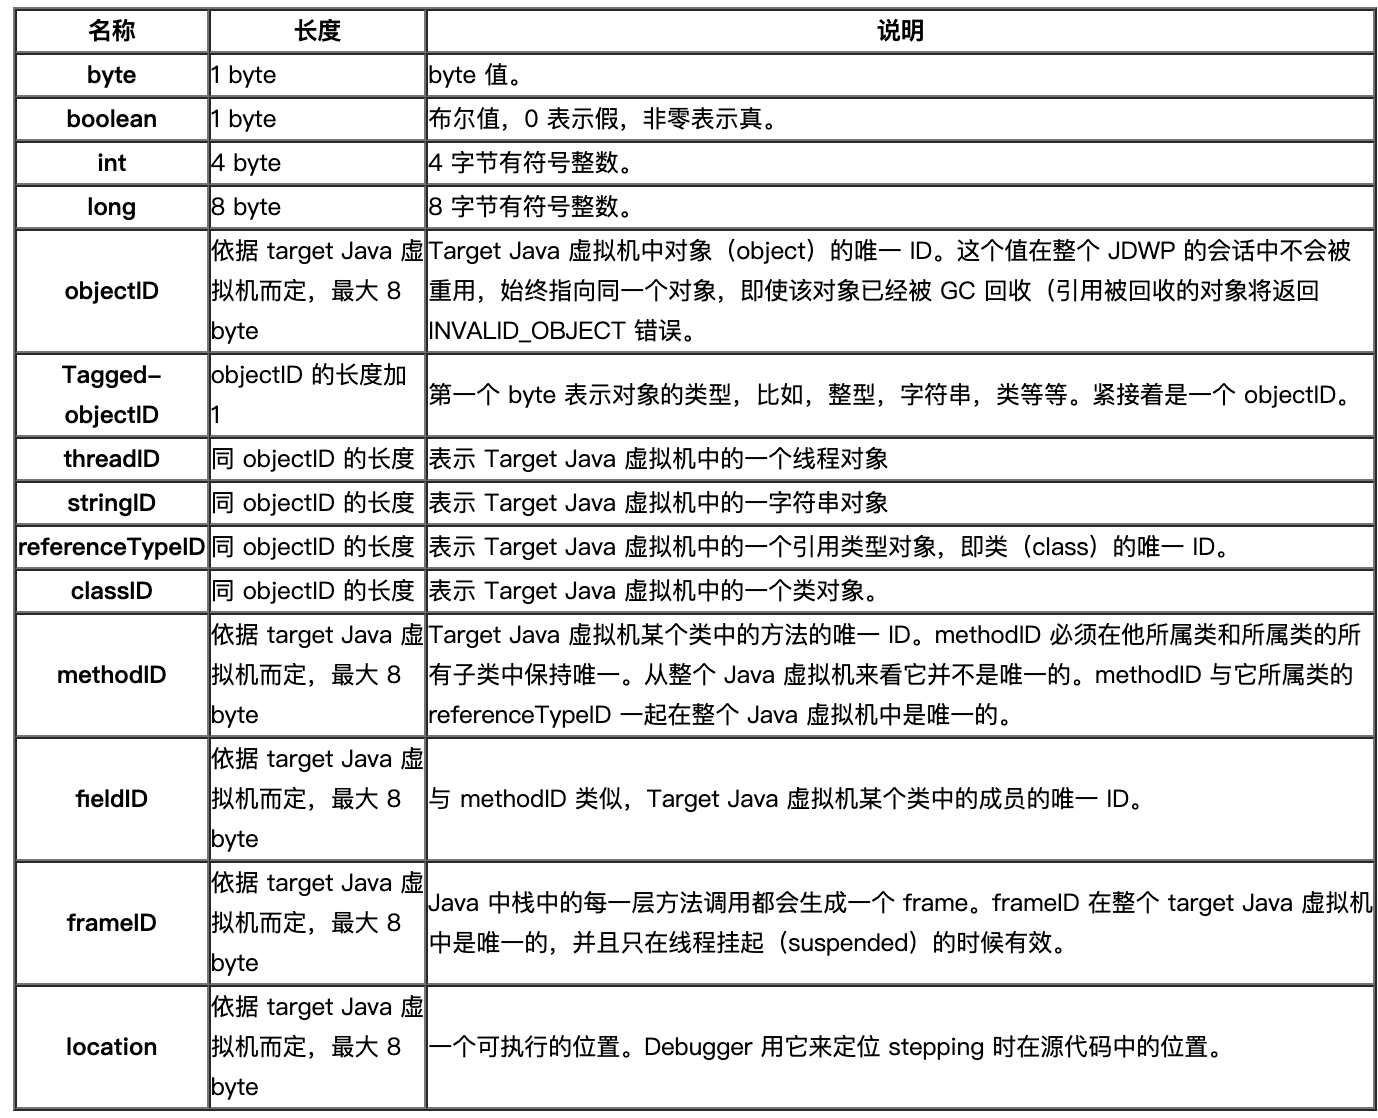 名称 长度 说明
byte 1 byte byte 值。
boolean 1 byte 布尔值，0 表示假，非零表示真。
int 4 byte 4 字节有符号整数。
long 8 byte 8 字节有符号整数。
objectID
依据 target Java 虚
拟机而定，最大 8
byte
Target Java 虚拟机中对象（object）的唯一 ID。这个值在整个 JDWP 的会话中不会被
重用，始终指向同一个对象，即使该对象已经被 GC 回收（引用被回收的对象将返回
INVALID_OBJECT 错误。
Tagged-
objectID
objectID 的长度加
1
第一个 byte 表示对象的类型，比如，整型，字符串，类等等。紧接着是一个 objectID。
threadID 同 objectID 的长度 表示 Target Java 虚拟机中的一个线程对象
stringID 同 objectID 的长度 表示 Target Java 虚拟机中的一字符串对象
referenceTypeID 同 objectID 的长度 表示 Target Java 虚拟机中的一个引用类型对象，即类（class）的唯一 ID。
classID 同 objectID 的长度 表示 Target Java 虚拟机中的一个类对象。
methodID
依据 target Java 虚
拟机而定，最大 8
byte
Target Java 虚拟机某个类中的方法的唯一 ID。methodID 必须在他所属类和所属类的所
有子类中保持唯一。从整个 Java 虚拟机来看它并不是唯一的。methodID 与它所属类的
referenceTypeID 一起在整个 Java 虚拟机中是唯一的。
fieldID
依据 target Java 虚
拟机而定，最大 8
byte
与 methodID 类似，Target Java 虚拟机某个类中的成员的唯一 ID。
frameID
依据 target Java 虚
拟机而定，最大 8
byte
Java 中栈中的每一层方法调用都会生成一个 frame。frameID 在整个 target Java 虚拟机
中是唯一的，并且只在线程挂起（suspended）的时候有效。
location
依据 target Java 虚
拟机而定，最大 8
byte
一个可执行的位置。Debugger 用它来定位 stepping 时在源代码中的位置。